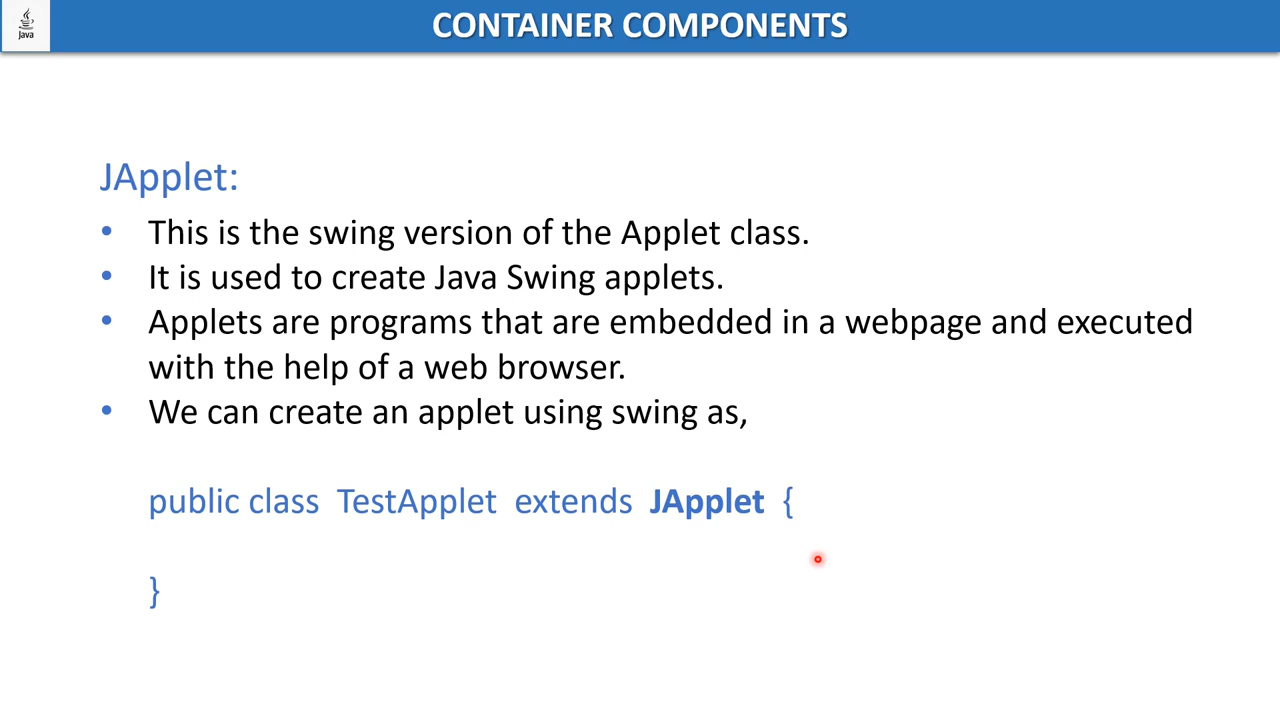 Java
CONTAINER COMPONENTS
JApplet:
• This is the swing version of the Applet class.
• It is used to create Java Swing applets.
• Applets are programs that are embedded in a webpage and executed
with the help of a web browser.
• We can create an applet using swing as,
public class TestApplet extends JApplet {
}